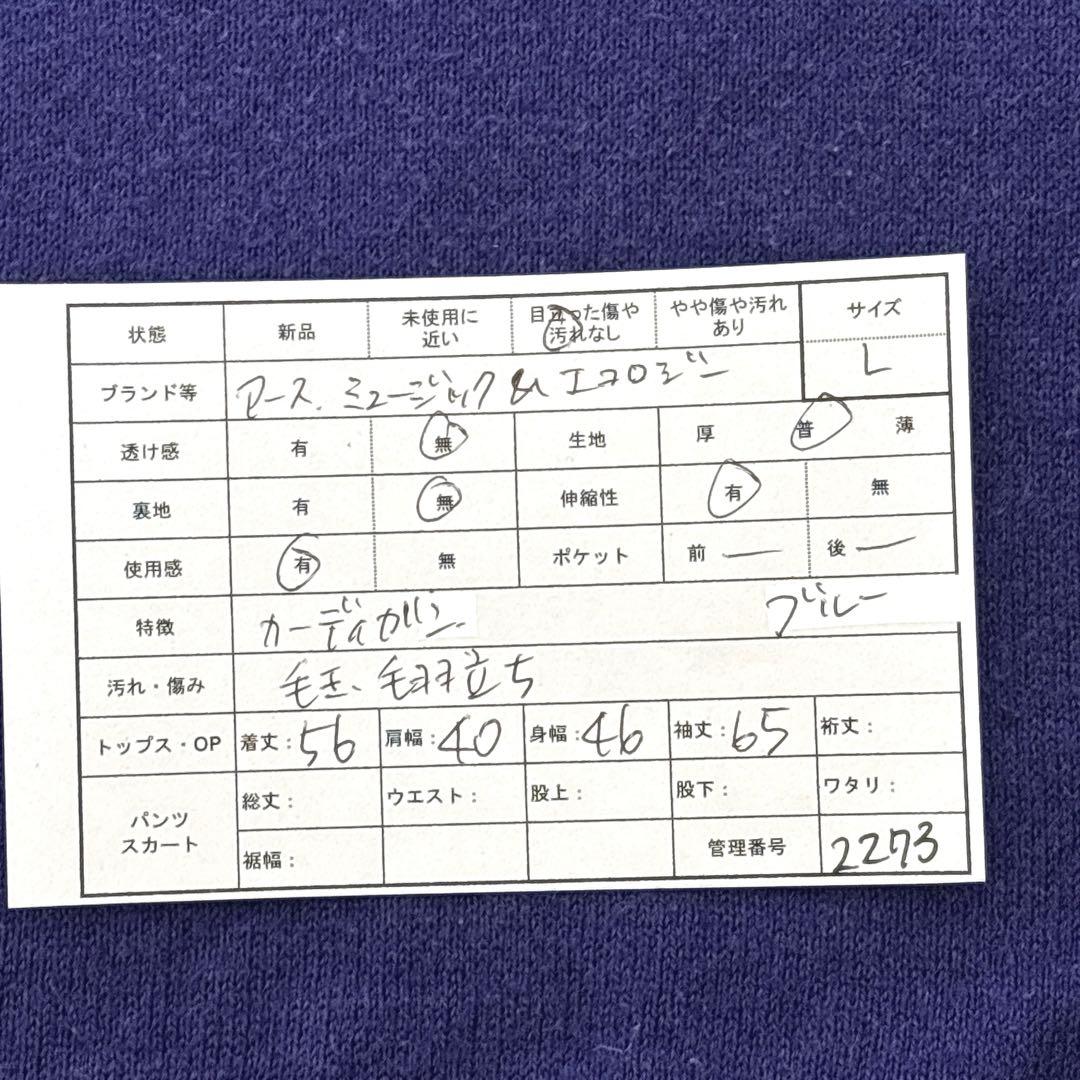 状態 新品 未使用に近い 目立った傷や汚れなし やや傷や汚れあり サイズ
L
ブランド等 アース、ミュージック&エコロジー
透け感 有 無 生地 厚 普 薄
裏地 有 無 伸縮性 有 無
使用感 有 無 ポケット 前 — 後 —
特徴 カーディガン ブルー
汚れ・傷み 毛玉、毛羽立ち
トップス・OP 着丈:56 肩幅:40 身幅:46 袖丈:65 裄丈:
パンツ スカート 総丈: ウエスト: 股上: 股下: ワタリ:
裾幅: 管理番号 2273